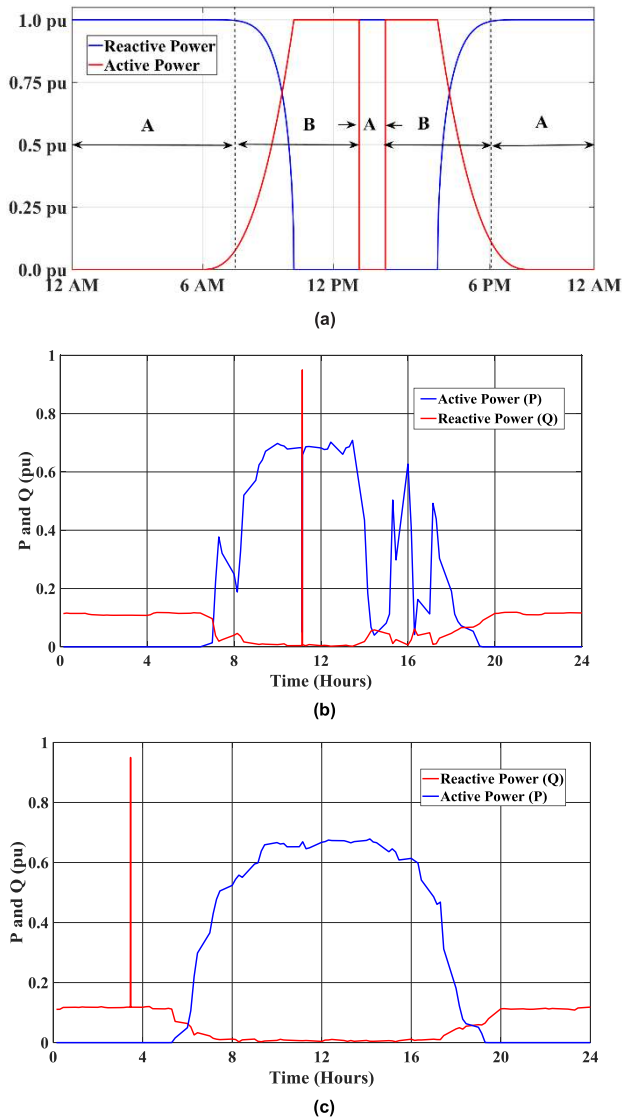 1.0 pu
Reactive Power
Active Power
0.75 pu
A B A B A
0.5 pu
0.25 pu
0.0 pu
12 AM 6 AM 12 PM 6 PM 12 AM
(a)
1
Active Power (P)
Reactive Power (Q)
0.8
0.6
0.4
0.2
0
P and Q (pu)
0 4 8 12 16 20 24
Time (Hours)
(b)
1
Reactive Power (Q)
Active Power (P)
0.8
0.6
0.4
0.2
0
P and Q (pu)
0 4 8 12 16 20 24
Time (Hours)
(c)